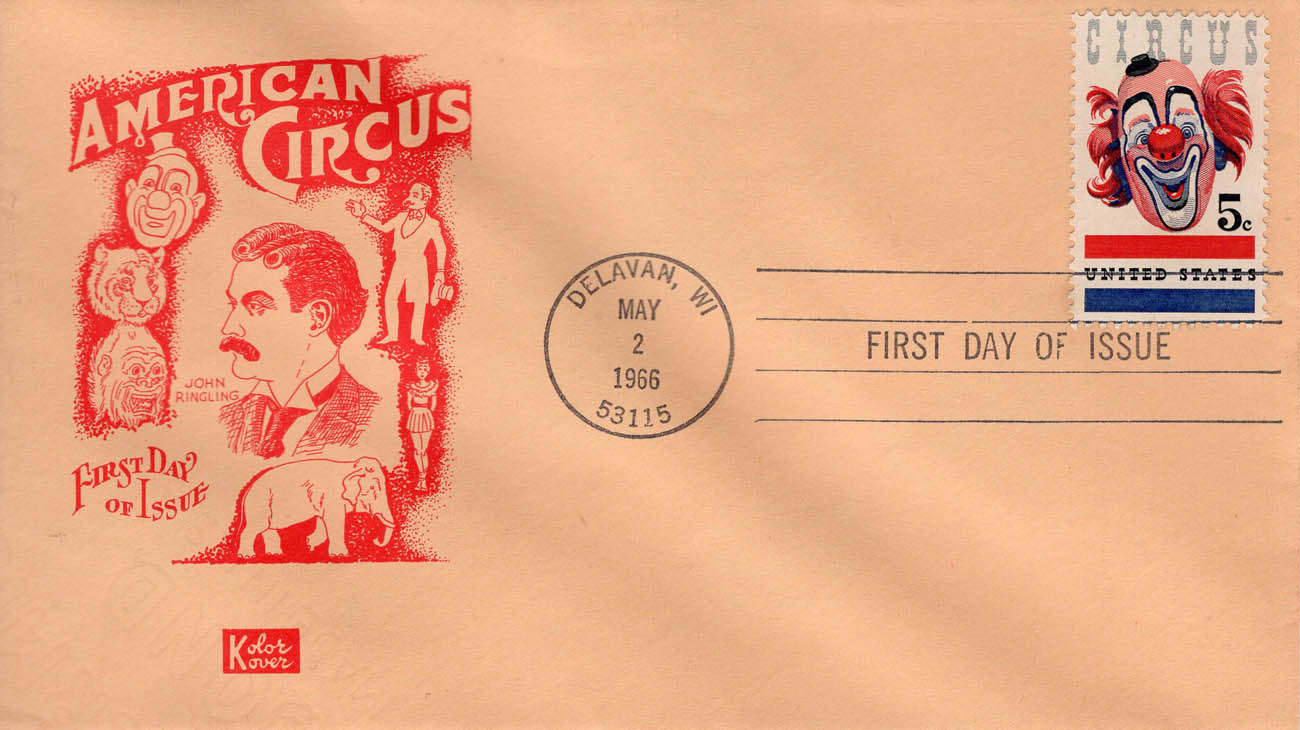 AMERICAN
CIRCUS
JOHN
RINGLING
FIRST DAY
OF ISSUE
Kolor
Kover
DELAVAN, WI
MAY
2
1966
53115
FIRST DAY OF ISSUE
CIRCUS
5c
UNITED STATES